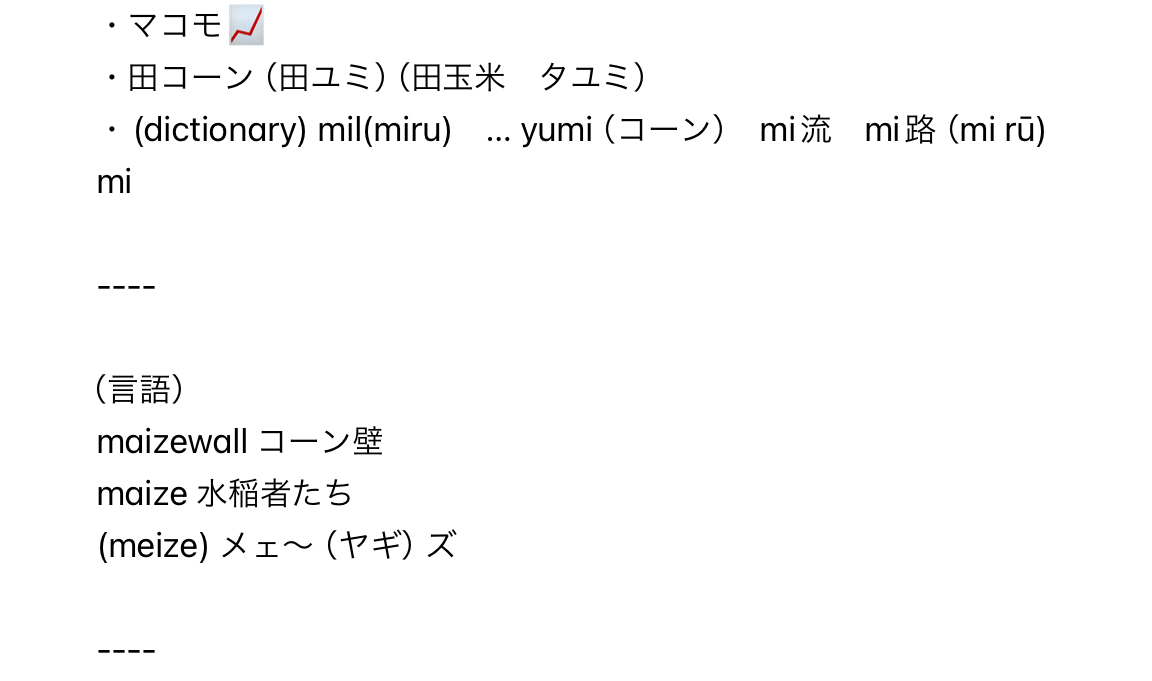 ・マコモ📈
・田コーン（田ユミ）（田玉米　タユミ）
・ (dictionary) mil(miru)　... yumi（コーン）　mi流　mi路（mi rū)
mi
----
（言語）
maizewall コーン壁
maize 水稲者たち
(meize) メェ〜（ヤギ）ズ
----